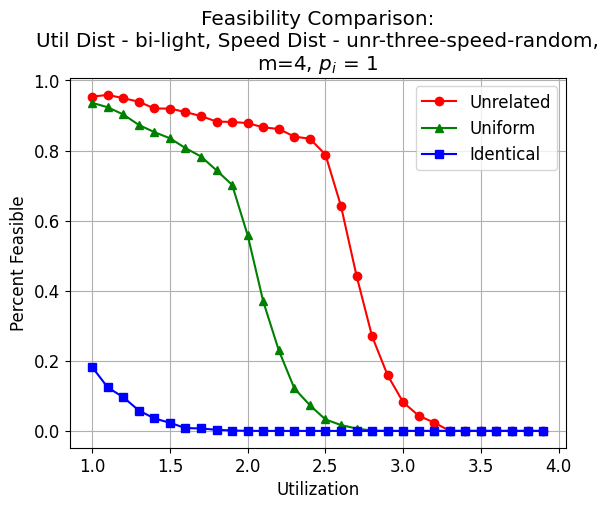 Feasibility Comparison:
Util Dist - bi-light, Speed Dist - unr-three-speed-random,
m=4, $p_i$ = 1
Unrelated
Uniform
Identical
Percent Feasible
1.0
0.8
0.6
0.4
0.2
0.0
1.0 1.5 2.0 2.5 3.0 3.5 4.0
Utilization